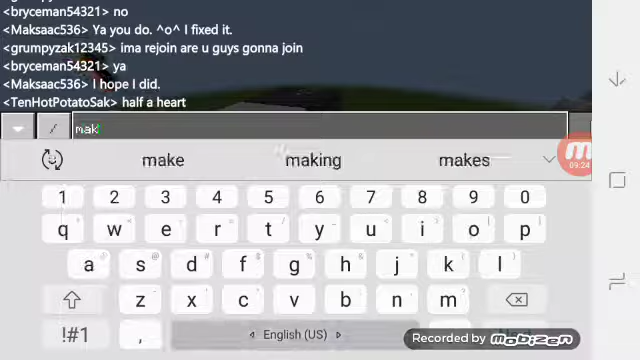 <bryceman54321> no
<Maksaac536> Ya you do. ^o^ I fixed it.
<grumpyzak12345> ima rejoin are u guys gonna join
<bryceman54321> ya
<Maksaac536> I hope I did.
<TenHotPotatoSak> half a heart
/ mak
make making makes
09:24
1 2 3 4 5 6 7 8 9 0
q w e r t y u i o p
a s d f g h j k l
z x c v b n m
!#1 , English (US)
Recorded by mobizen